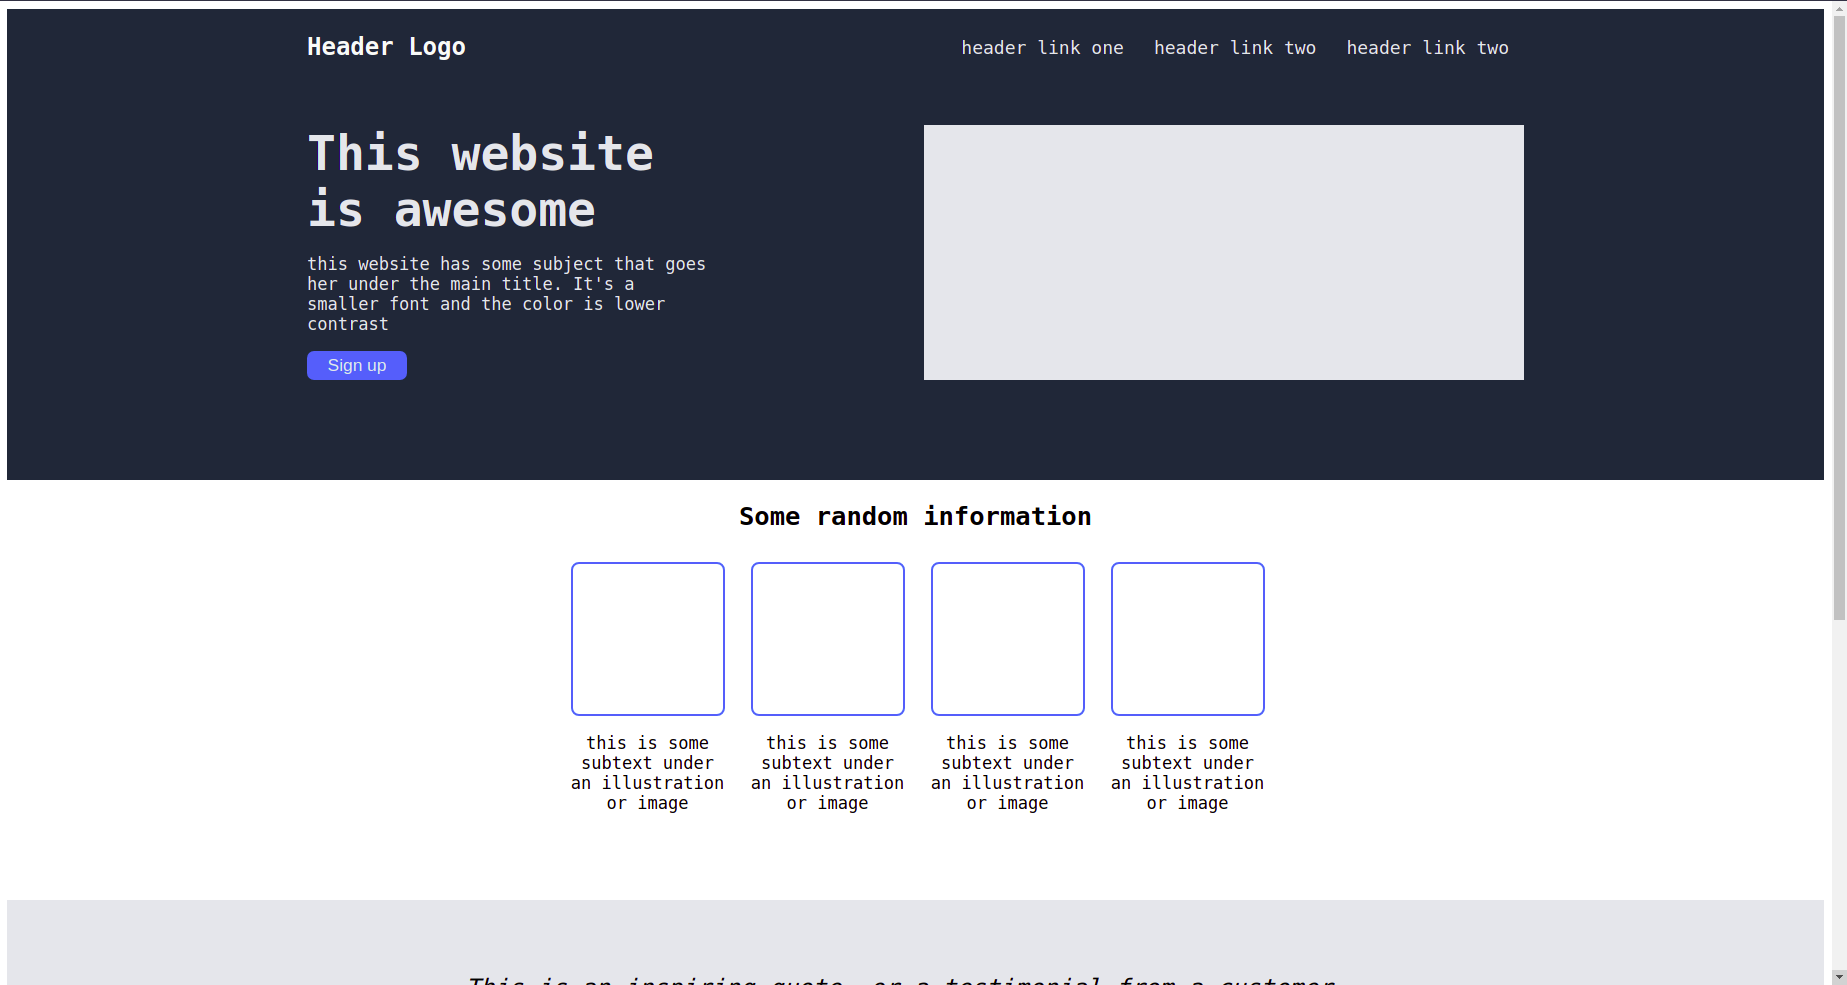 Header Logo
header link one
header link two
header link two
This website
is awesome
this website has some subject that goes
her under the main title. It's a
smaller font and the color is lower
contrast
Sign up
Some random information
this is some
subtext under
an illustration
or image
this is some
subtext under
an illustration
or image
this is some
subtext under
an illustration
or image
this is some
subtext under
an illustration
or image
This is an inspiring quote, or a testimonial from a customer.